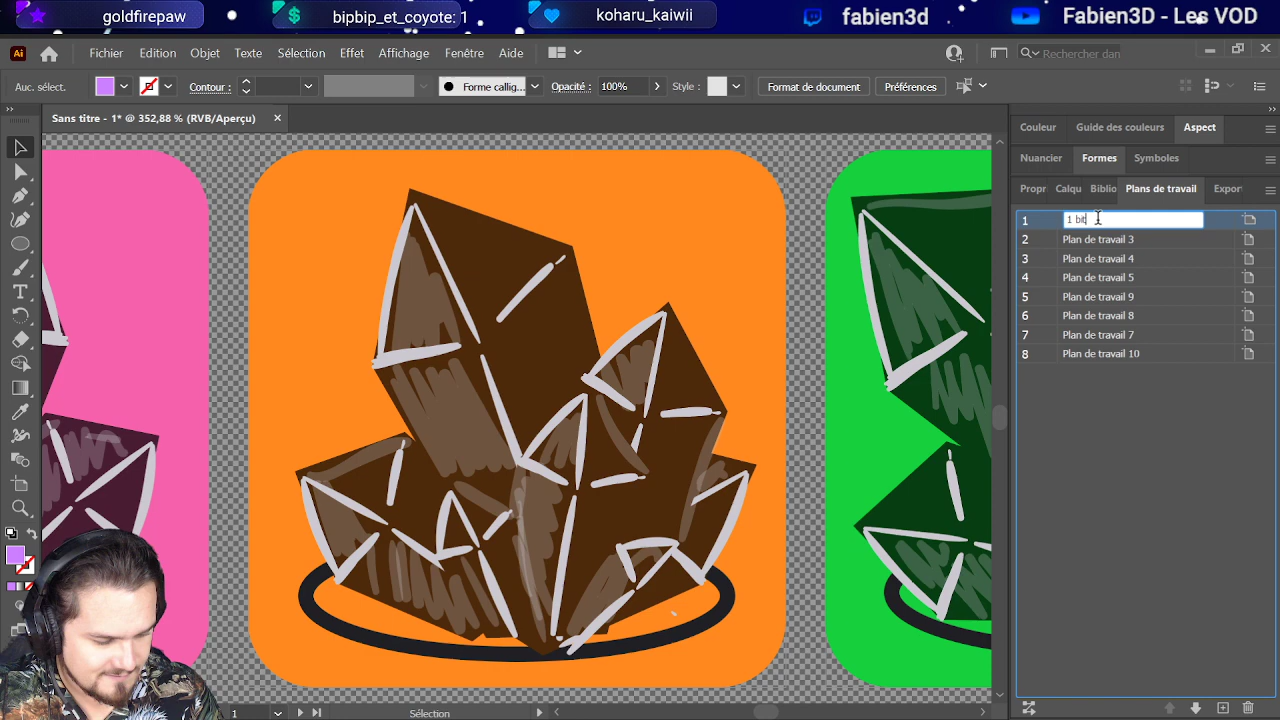 goldfirepaw
bipbip_et_coyote: 1
koharu_kaiwii
fabien3d
Fabien3D - Les VOD
Ai
Fichier Edition Objet Texte Sélection Effet Affichage Fenêtre Aide
Rechercher dan
Auc. sélect.
Contour :
Forme callig...
Opacité :
100%
Style :
Format de document
Préférences
Sans titre - 1* @ 352,88 % (RVB/Aperçu)
Couleur Guide des couleurs Aspect
Nuancier Formes Symboles
Propr Calqu Biblio Plans de travail Expor
1 1 bit
2 Plan de travail 3
3 Plan de travail 4
4 Plan de travail 5
5 Plan de travail 9
6 Plan de travail 8
7 Plan de travail 7
8 Plan de travail 10
1
Sélection